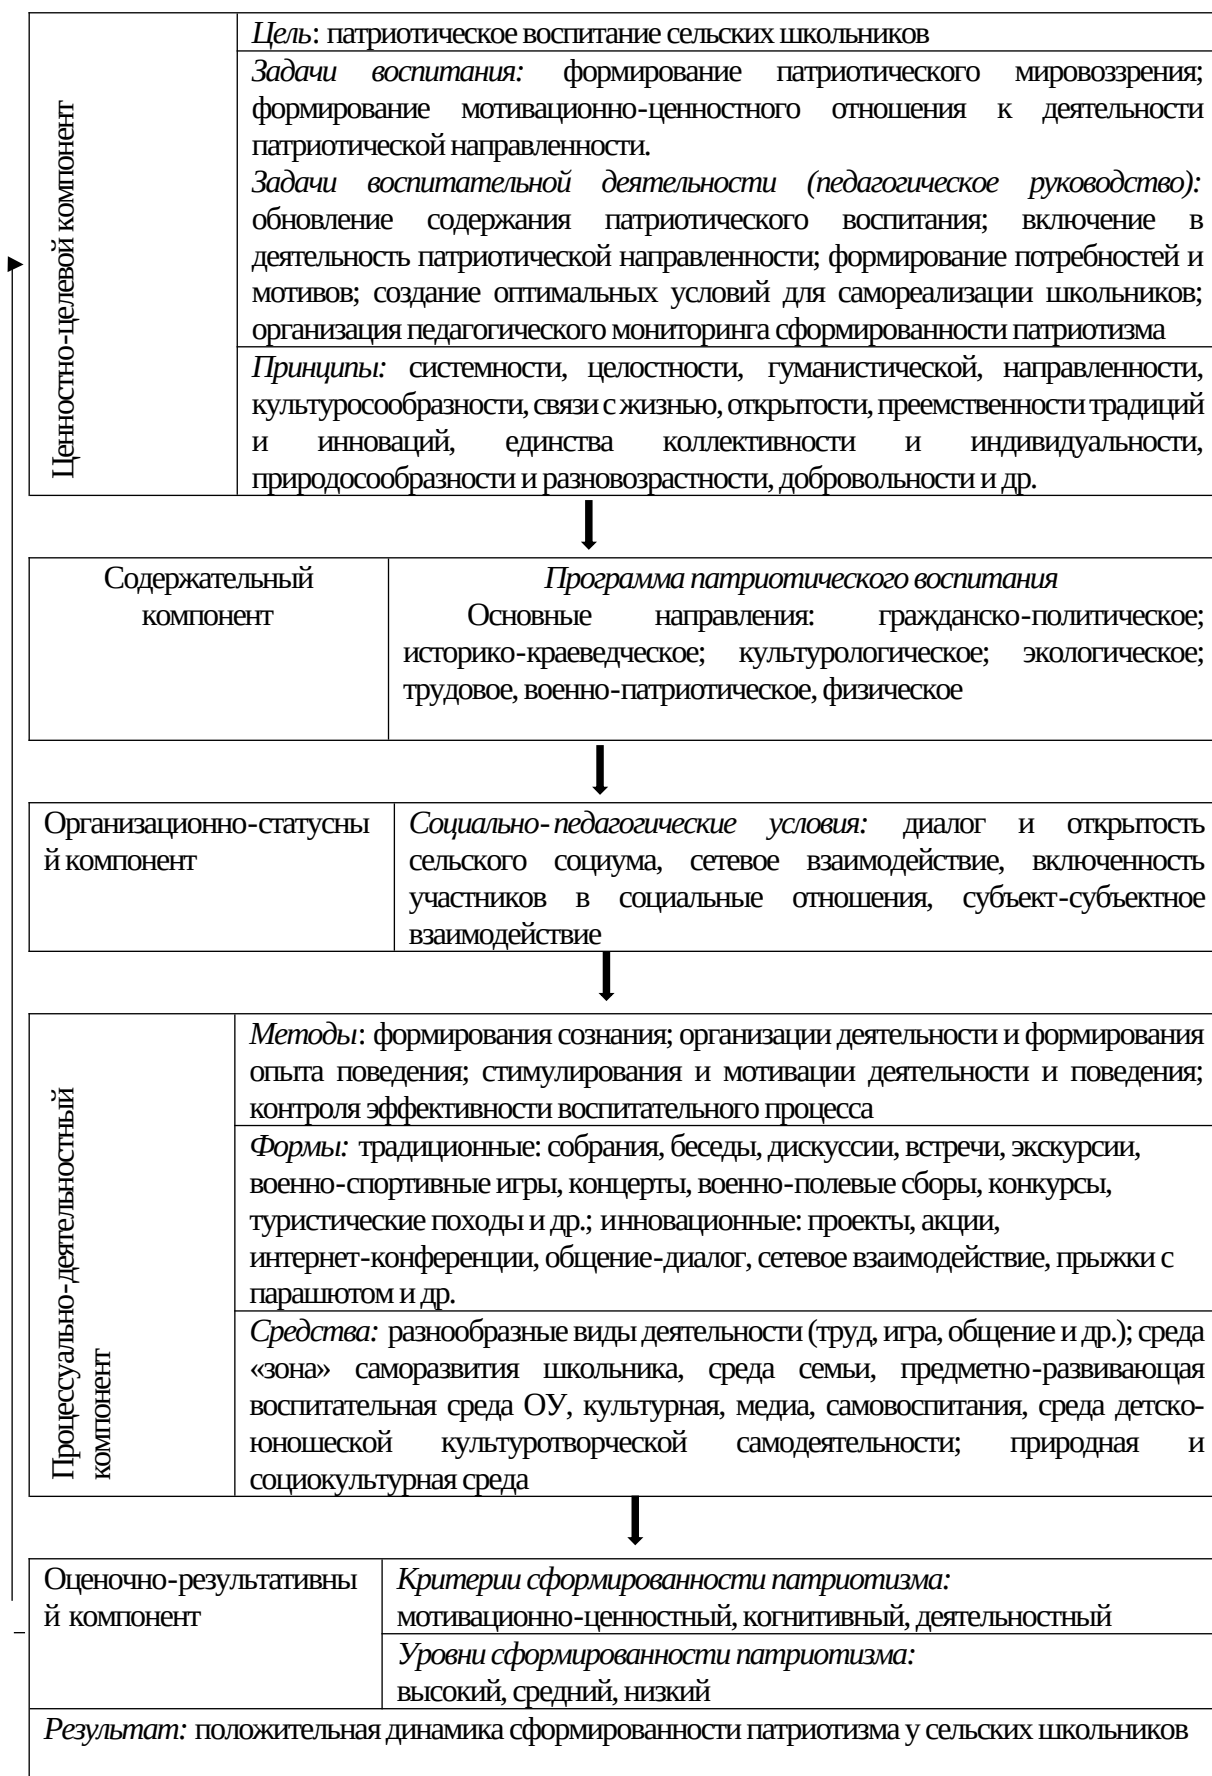 Ценностно-целевой компонент
Цель: патриотическое воспитание сельских школьников
Задачи воспитания: формирование патриотического мировоззрения;
формирование мотивационно-ценностного отношения к деятельности
патриотической направленности.
Задачи воспитательной деятельности (педагогическое руководство):
обновление содержания патриотического воспитания; включение в
деятельность патриотической направленности; формирование потребностей и
мотивов; создание оптимальных условий для самореализации школьников;
организация педагогического мониторинга сформированности патриотизма
Принципы: системности, целостности, гуманистической, направленности,
культуросообразности, связи с жизнью, открытости, преемственности традиций
и инноваций, единства коллективности и индивидуальности,
природосообразности и разновозрастности, добровольности и др.
Содержательный
компонент
Программа патриотического воспитания
Основные направления: гражданско-политическое;
историко-краеведческое; культурологическое; экологическое;
трудовое, военно-патриотическое, физическое
Организационно-статусны
й компонент
Социально-педагогические условия: диалог и открытость
сельского социума, сетевое взаимодействие, включенность
участников в социальные отношения, субъект-субъектное
взаимодействие
Процессуально-деятельностный
компонент
Методы: формирования сознания; организации деятельности и формирования
опыта поведения; стимулирования и мотивации деятельности и поведения;
контроля эффективности воспитательного процесса
Формы: традиционные: собрания, беседы, дискуссии, встречи, экскурсии,
военно-спортивные игры, концерты, военно-полевые сборы, конкурсы,
туристические походы и др.; инновационные: проекты, акции,
интернет-конференции, общение-диалог, сетевое взаимодействие, прыжки с
парашютом и др.
Средства: разнообразные виды деятельности (труд, игра, общение и др.); среда
«зона» саморазвития школьника, среда семьи, предметно-развивающая
воспитательная среда ОУ, культурная, медиа, самовоспитания, среда детско-
юношеской культуротворческой самодеятельности; природная и
социокультурная среда
Оценочно-результативны
й компонент
Критерии сформированности патриотизма:
мотивационно-ценностный, когнитивный, деятельностный
Уровни сформированности патриотизма:
высокий, средний, низкий
Результат: положительная динамика сформированности патриотизма у сельских школьников